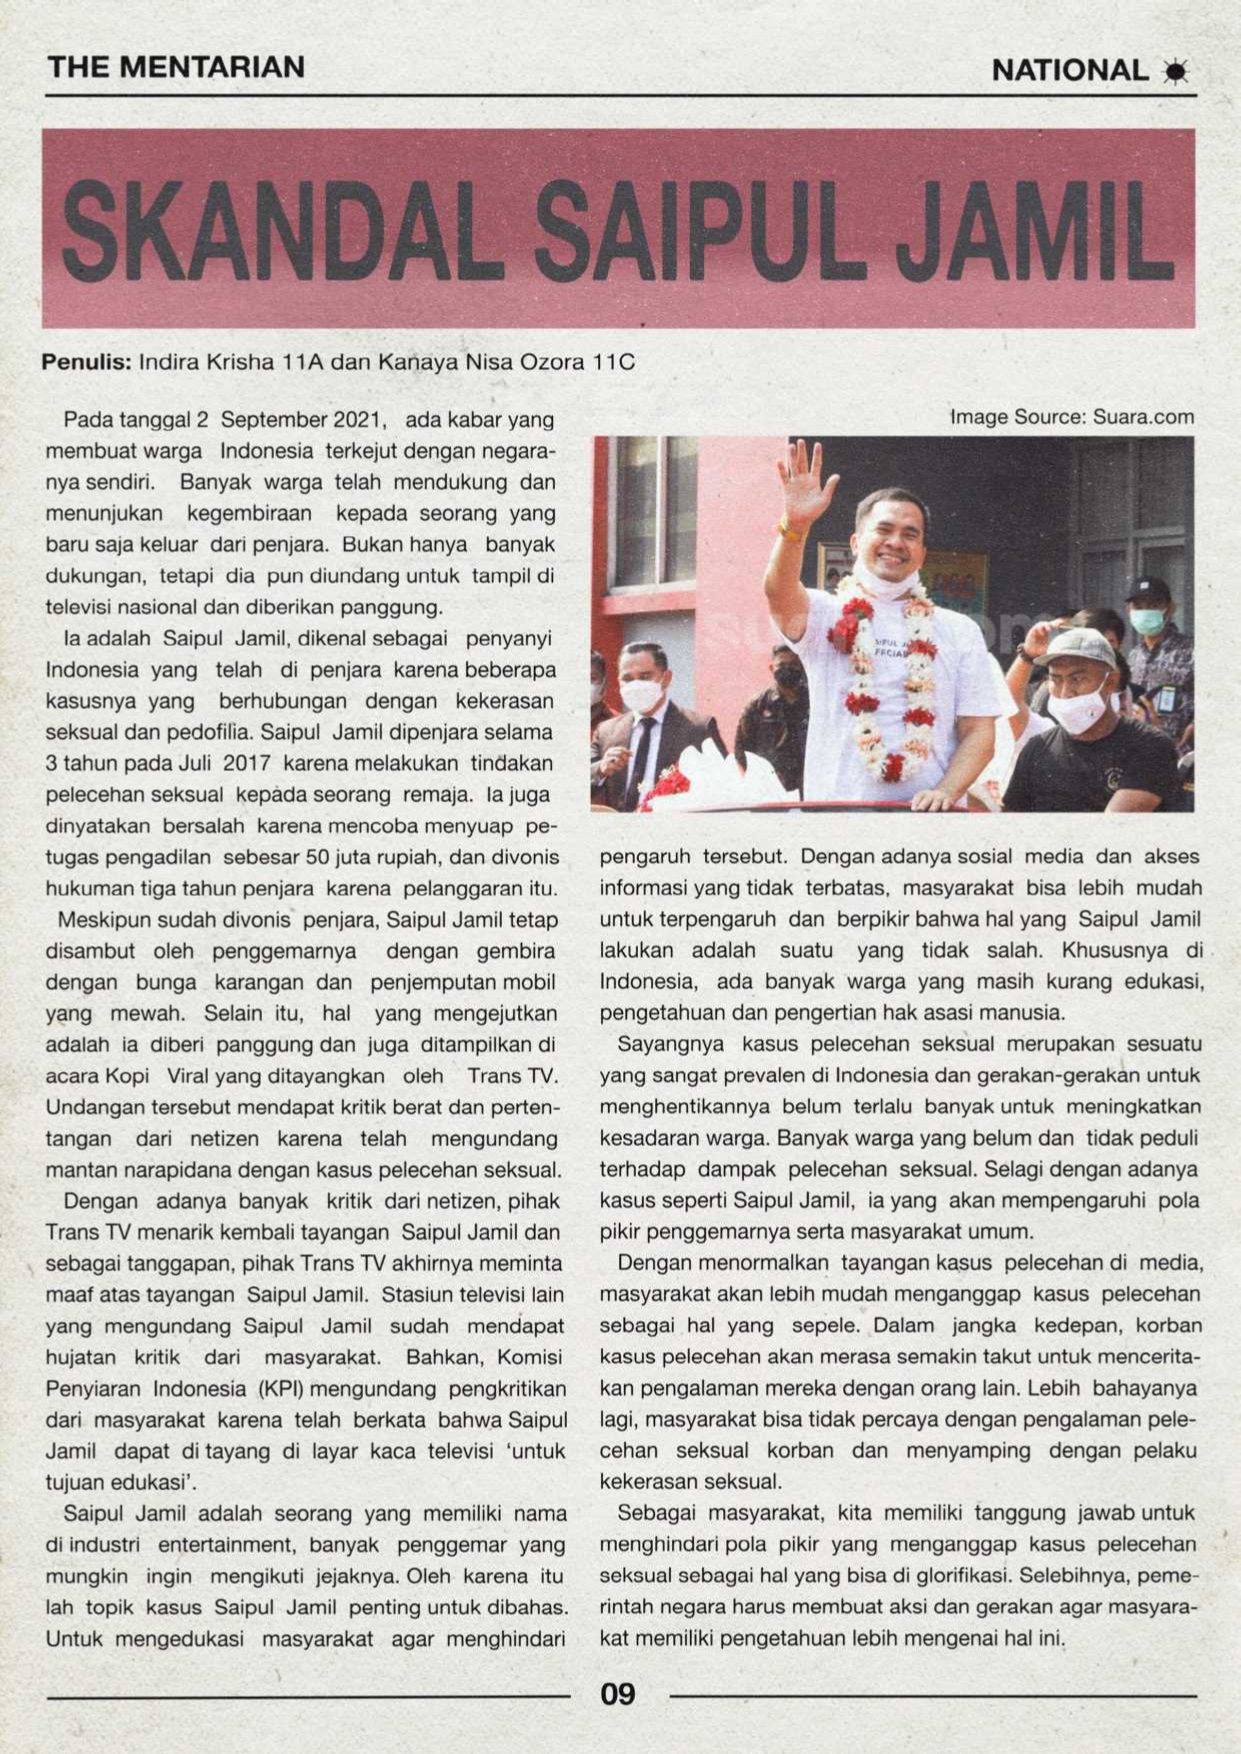 THE MENTARIAN
NATIONAL
SKANDAL SAIPUL JAMIL
Penulis: Indira Krisha 11A dan Kanaya Nisa Ozora 11C
Pada tanggal 2 September 2021, ada kabar yang
membuat warga Indonesia terkejut dengan negara-
nya sendiri. Banyak warga telah mendukung dan
menunjukan kegembiraan kepada seorang yang
baru saja keluar dari penjara. Bukan hanya banyak
dukungan, tetapi dia pun diundang untuk tampil di
televisi nasional dan diberikan panggung.
Ia adalah Saipul Jamil, dikenal sebagai penyanyi
Indonesia yang telah di penjara karena beberapa
kasusnya yang berhubungan dengan kekerasan
seksual dan pedofilia. Saipul Jamil dipenjara selama
3 tahun pada Juli 2017 karena melakukan tindakan
pelecehan seksual kepada seorang remaja. Ia juga
dinyatakan bersalah karena mencoba menyuap pe-
tugas pengadilan sebesar 50 juta rupiah, dan divonis
hukuman tiga tahun penjara karena pelanggaran itu.
Meskipun sudah divonis penjara, Saipul Jamil tetap
disambut oleh penggemarnya dengan gembira
dengan bunga karangan dan penjemputan mobil
yang mewah. Selain itu, hal yang mengejutkan
adalah ia diberi panggung dan juga ditampilkan di
acara Kopi Viral yang ditayangkan oleh Trans TV.
Undangan tersebut mendapat kritik berat dan perten-
tangan dari netizen karena telah mengundang
mantan narapidana dengan kasus pelecehan seksual.
Dengan adanya banyak kritik dari netizen, pihak
Trans TV menarik kembali tayangan Saipul Jamil dan
sebagai tanggapan, pihak Trans TV akhirnya meminta
maaf atas tayangan Saipul Jamil. Stasiun televisi lain
yang mengundang Saipul Jamil sudah mendapat
hujatan kritik dari masyarakat. Bahkan, Komisi
Penyiaran Indonesia (KPI) mengundang pengkritikan
dari masyarakat karena telah berkata bahwa Saipul
Jamil dapat di tayang di layar kaca televisi ‘untuk
tujuan edukasi’.
Saipul Jamil adalah seorang yang memiliki nama
di industri entertainment, banyak penggemar yang
mungkin ingin mengikuti jejaknya. Oleh karena itu
lah topik kasus Saipul Jamil penting untuk dibahas.
Untuk mengedukasi masyarakat agar menghindari
Image Source: Suara.com
pengaruh tersebut. Dengan adanya sosial media dan akses
informasi yang tidak terbatas, masyarakat bisa lebih mudah
untuk terpengaruh dan berpikir bahwa hal yang Saipul Jamil
lakukan adalah suatu yang tidak salah. Khususnya di
Indonesia, ada banyak warga yang masih kurang edukasi,
pengetahuan dan pengertian hak asasi manusia.
Sayangnya kasus pelecehan seksual merupakan sesuatu
yang sangat prevalen di Indonesia dan gerakan-gerakan untuk
menghentikannya belum terlalu banyak untuk meningkatkan
kesadaran warga. Banyak warga yang belum dan tidak peduli
terhadap dampak pelecehan seksual. Selagi dengan adanya
kasus seperti Saipul Jamil, ia yang akan mempengaruhi pola
pikir penggemarnya serta masyarakat umum.
Dengan menormalkan tayangan kasus pelecehan di media,
masyarakat akan lebih mudah menganggap kasus pelecehan
sebagai hal yang sepele. Dalam jangka kedepan, korban
kasus pelecehan akan merasa semakin takut untuk mencerita-
kan pengalaman mereka dengan orang lain. Lebih bahayanya
lagi, masyarakat bisa tidak percaya dengan pengalaman pele-
cehan seksual korban dan menyamping dengan pelaku
kekerasan seksual.
Sebagai masyarakat, kita memiliki tanggung jawab untuk
menghindari pola pikir yang menganggap kasus pelecehan
seksual sebagai hal yang bisa di glorifikasi. Selebihnya, peme-
rintah negara harus membuat aksi dan gerakan agar masyara-
kat memiliki pengetahuan lebih mengenai hal ini.
09